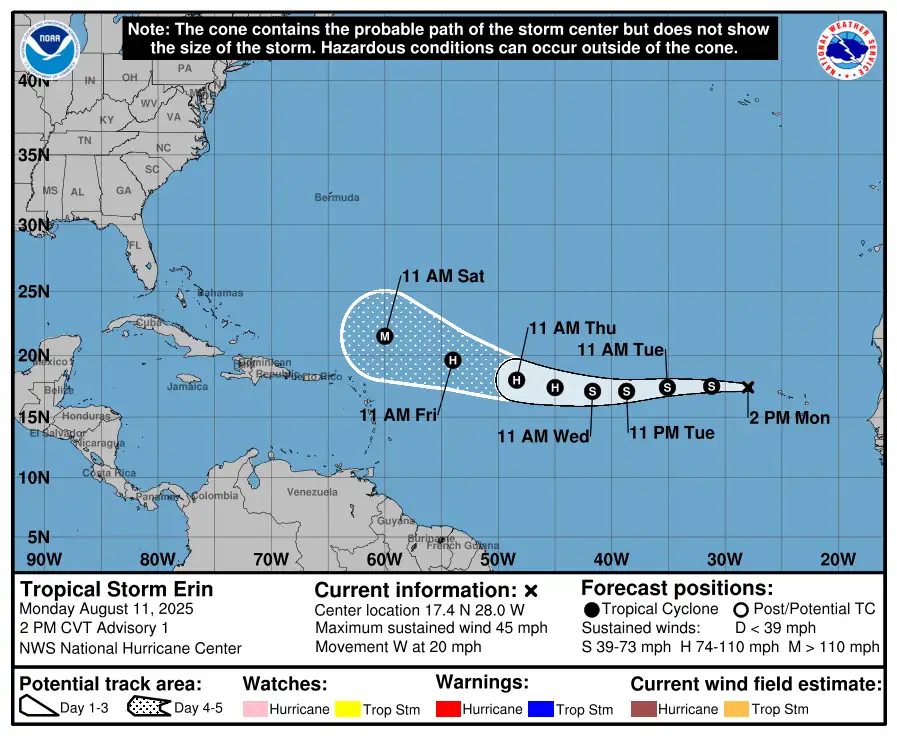 Note: The cone contains the probable path of the storm center but does not show
the size of the storm. Hazardous conditions can occur outside of the cone.
NOAA
NATIONAL WEATHER SERVICE
40N
35N
30N
25N
20N
15N
10N
5N
90W 80W 70W 60W 50W 40W 30W 20W
IN OH PA
WV
KY VA
TN NC
SC
MS AL GA
FL
Bermuda
Bahamas
Cuba
Mexico
Dominican
Republic
Puerto Rico
Jamaica
Belize
Honduras
El Salvador
Nicaragua
Costa Rica
Panama
Colombia
Venezuela
Guyana
Suriname
French Guiana
11 AM Sat
M
11 AM Fri
H
11 AM Thu
H
H
11 AM Wed
S
11 PM Tue
S
11 AM Tue
S
S
2 PM Mon
Tropical Storm Erin
Monday August 11, 2025
2 PM CVT Advisory 1
NWS National Hurricane Center
Current information: ×
Center location 17.4 N 28.0 W
Maximum sustained wind 45 mph
Movement W at 20 mph
Forecast positions:
Tropical Cyclone Post/Potential TC
Sustained winds: D < 39 mph
S 39-73 mph H 74-110 mph M > 110 mph
Potential track area:
Day 1-3 Day 4-5
Watches:
Hurricane Trop Stm
Warnings:
Hurricane Trop Stm
Current wind field estimate:
Hurricane Trop Stm